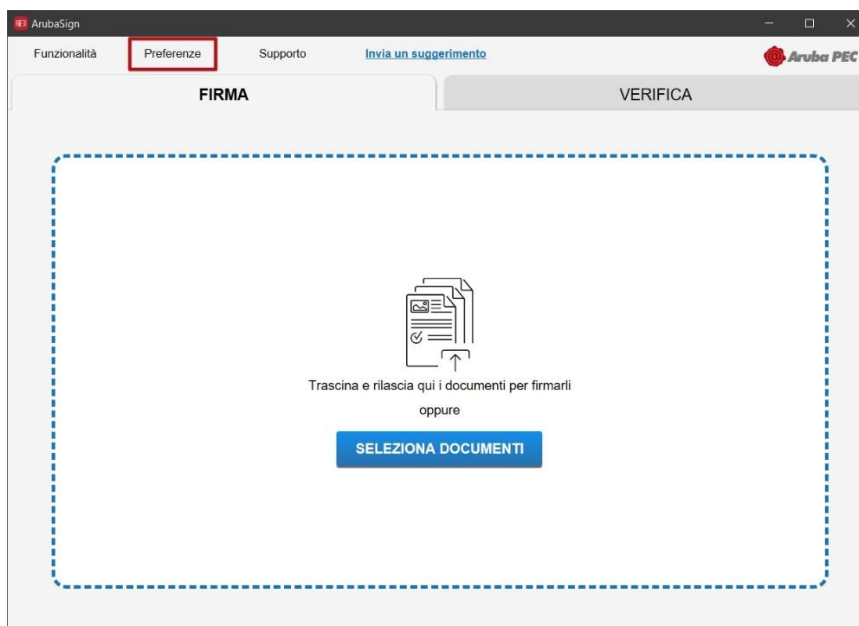 ArubaSign
Funzionalità Preferenze Supporto Invia un suggerimento
Aruba PEC
FIRMA VERIFICA
Trascina e rilascia qui i documenti per firmarli
oppure
SELEZIONA DOCUMENTI